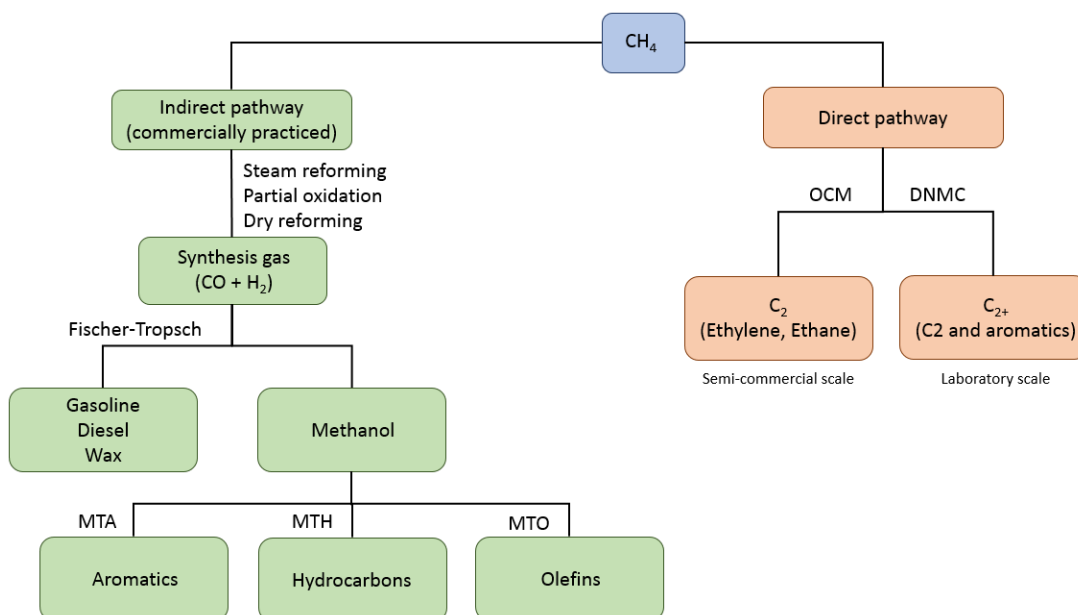 CH₄
Indirect pathway
(commercially practiced)
Direct pathway
Steam reforming
Partial oxidation
Dry reforming
OCM
DNMC
Synthesis gas
(CO + H₂)
C₂
(Ethylene, Ethane)
C₂₊
(C2 and aromatics)
Fischer-Tropsch
Semi-commercial scale
Laboratory scale
Gasoline
Diesel
Wax
Methanol
MTA
MTH
MTO
Aromatics
Hydrocarbons
Olefins